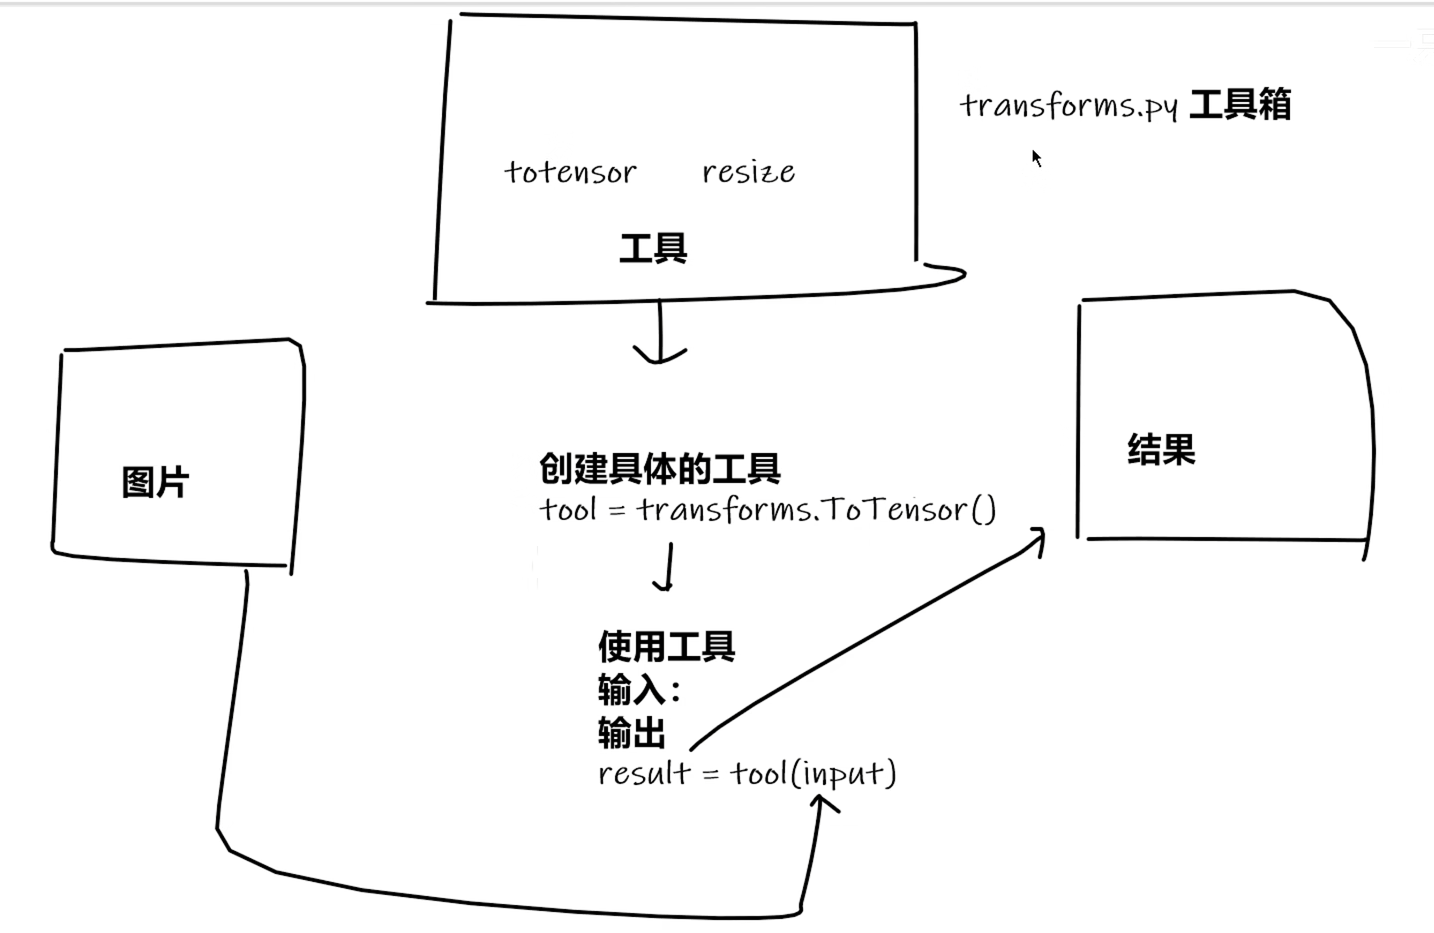 transforms.py 工具箱
totensor resize
工具
图片
创建具体的工具
tool = transforms.ToTensor()
结果
使用工具
输入：
输出
result = tool(input)